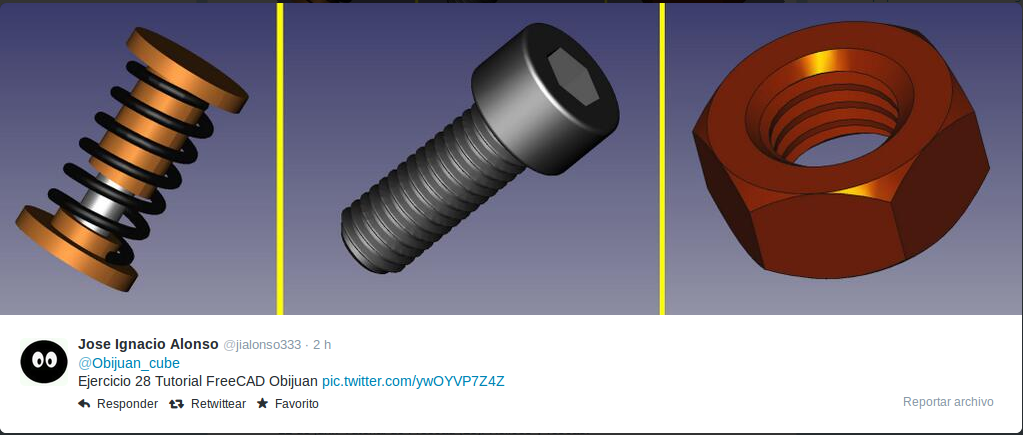 Jose Ignacio Alonso @jialonso333 · 2 h
@Obijuan_cube
Ejercicio 28 Tutorial FreeCAD Obijuan pic.twitter.com/ywOYVP7Z4Z
Responder Retwittear Favorito
Reportar archivo